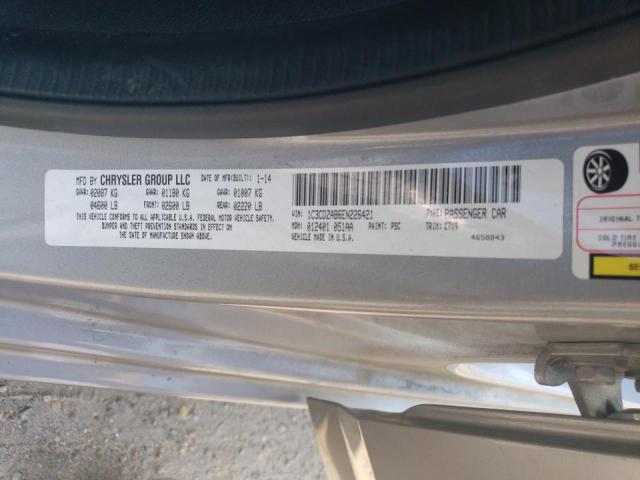 MFD BY CHRYSLER GROUP LLC DATE OF MFR(BUILT): 1-14
GVWR: 02087 KG GAWR: 01180 KG GAWR: 01007 KG
04600 LB FRONT: 02600 LB REAR: 02220 LB
THIS VEHICLE CONFORMS TO ALL APPLICABLE FEDERAL MOTOR VEHICLE SAFETY,
BUMPER AND THEFT PREVENTION STANDARDS IN EFFECT ON
THE DATE OF MANUFACTURE SHOWN ABOVE.
VIN: 1C3CDZAB6EN226421 TYPE: PASSENGER CAR
MDH: 012401 051AA PAINT: PSC TRIM: C7X9
VEHICLE MADE IN U.S.A. 4658843
ORIGINAL
COLD TIRE
PRESSURE
SEE